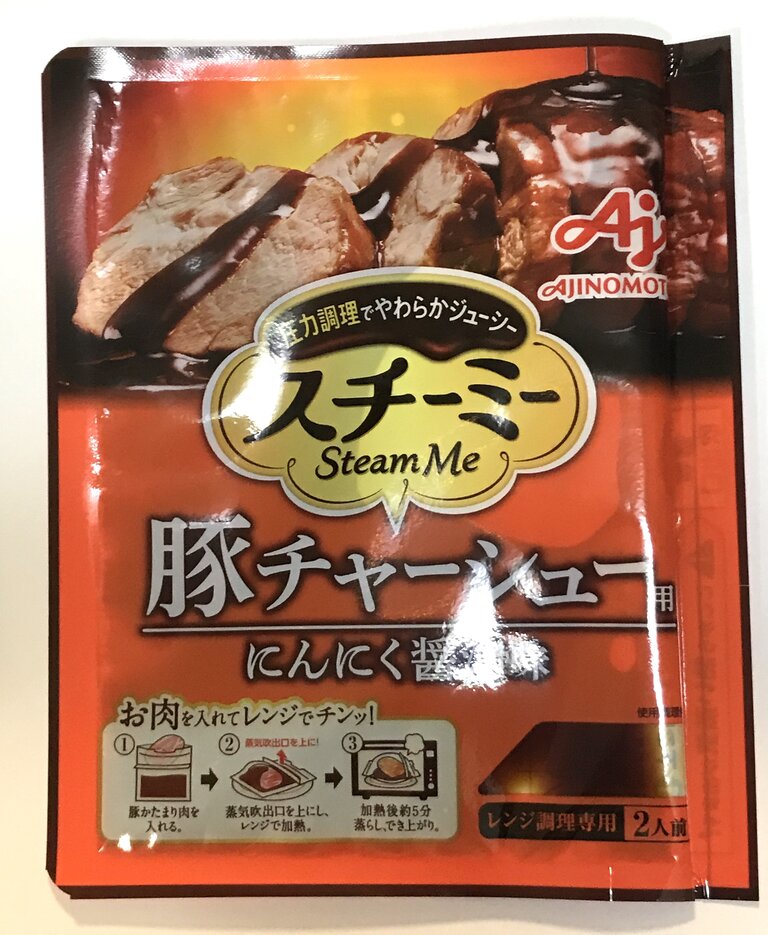 Aj
AJINOMOT
圧力調理でやわらかジューシー
スチーミー
Steam Me
豚チャーシュー用
にんにく醤油味
お肉を入れてレンジでチンッ!
① ② 蒸気吹出口を上に! ③
豚かたまり肉を
入れる。
蒸気吹出口を上にし、
レンジで加熱。
加熱後約5分
蒸らし、でき上がり。
レンジ調理専用 2人前